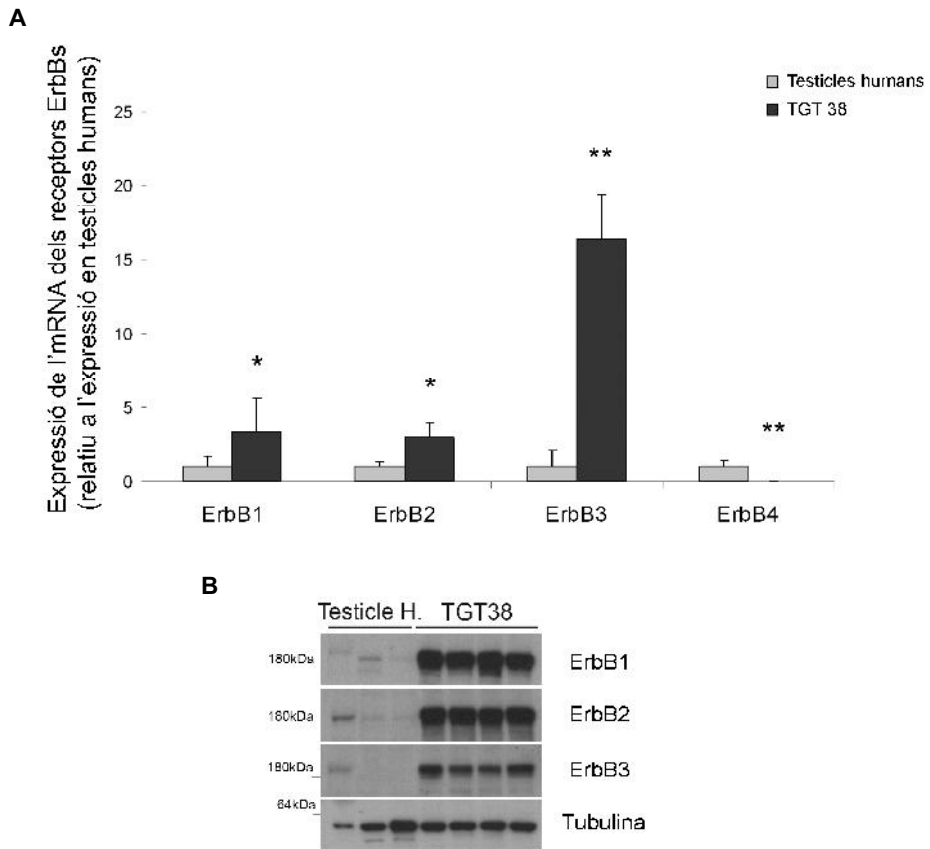 A
Expressió de l'mRNA dels receptors ErbBs
(relatiu a l'expressió en testicles humans)
Testicles humans
TGT 38
25
20
15
10
5
0
*
*
**
**
ErbB1
ErbB2
ErbB3
ErbB4
B
Testicle H.
TGT38
180kDa
ErbB1
180kDa
ErbB2
180kDa
ErbB3
64kDa
Tubulina